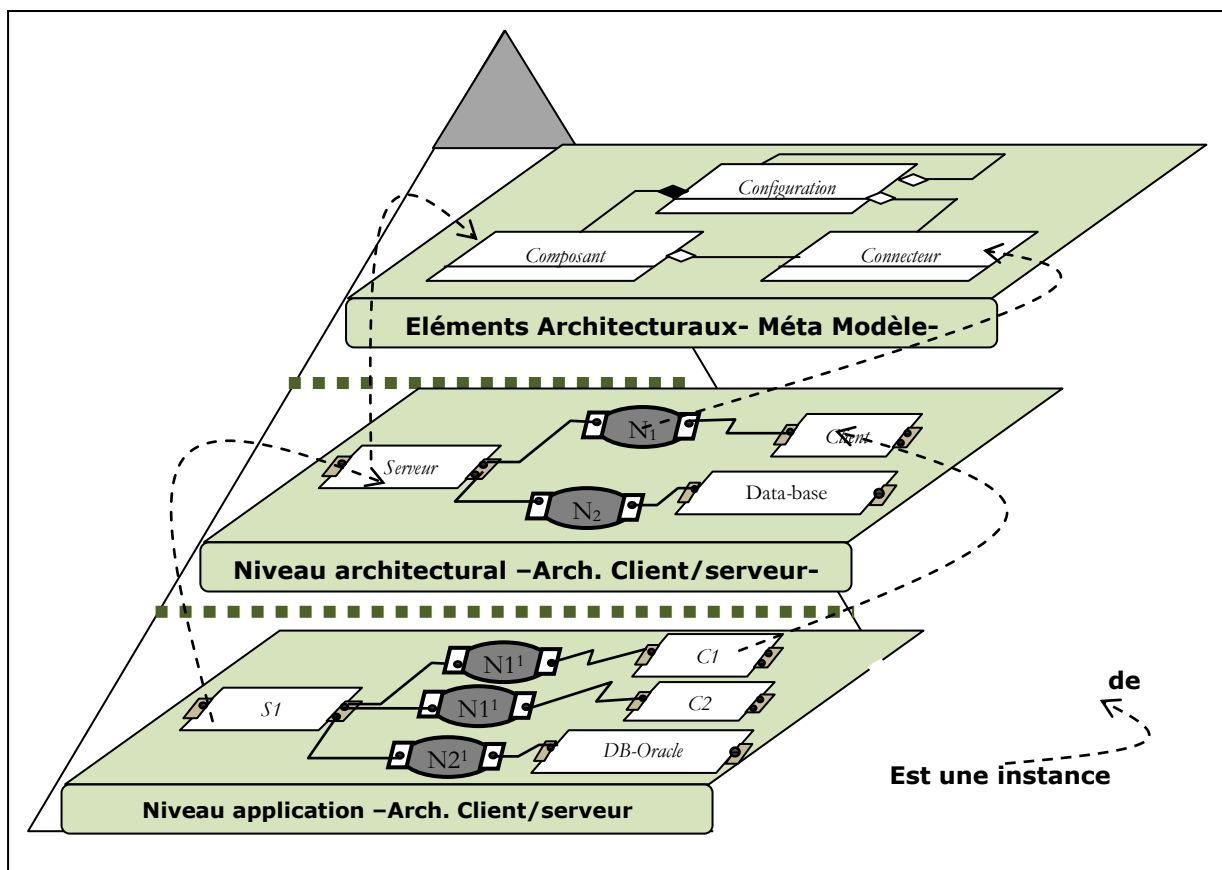 Configuration
Composant
Connecteur
Eléments Architecturaux- Méta Modèle-
N1
Client
Serveur
Data-base
N2
Niveau architectural –Arch. Client/serveur-
N1¹
C1
S1
N1¹
C2
N2¹
DB-Oracle
de
Est une instance
Niveau application –Arch. Client/serveur